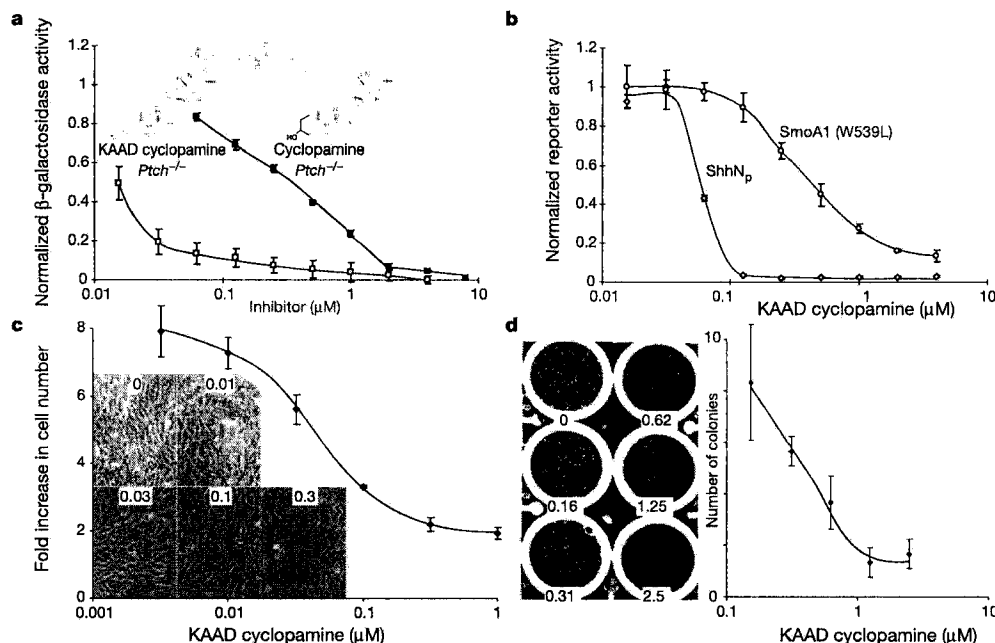 a
Normalized β-galactosidase activity
1.2
1
0.8
0.6
0.4
0.2
0
KAAD cyclopamine
Ptch–/–
HO
Cyclopamine
Ptch–/–
0.01
0.1
1
10
Inhibitor (μM)
b
Normalized reporter activity
1.2
1
0.8
0.6
0.4
0.2
0
SmoA1 (W539L)
ShhNp
0.01
0.1
1
10
KAAD cyclopamine (μM)
c
Fold increase in cell number
8
6
4
2
0
0
0.01
0.03
0.1
0.3
0.001
0.01
0.1
1
KAAD cyclopamine (μM)
d
0
0.62
0.16
1.25
0.31
2.5
Number of colonies
10
0
0.1
1
10
KAAD cyclopamine (μM)